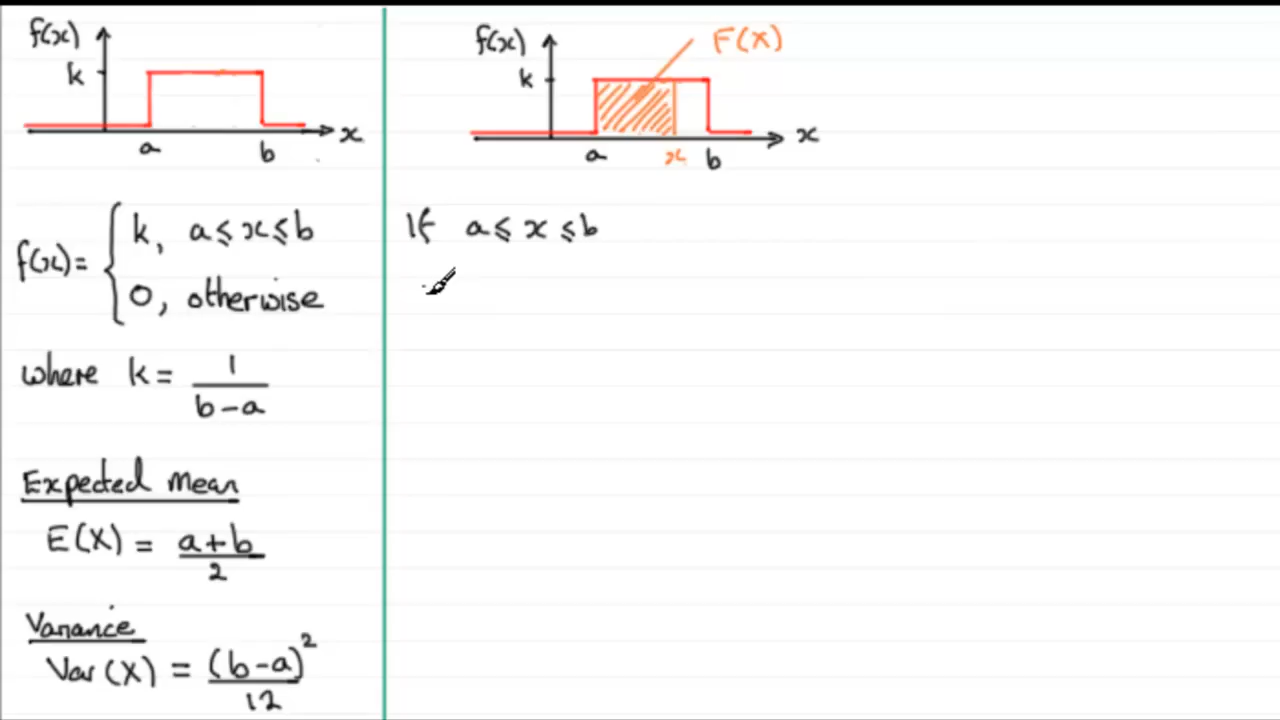 f(x)
k
a
b
x
f(x) = { k, a ≤ x ≤ b
0, otherwise
where k = 1/(b-a)
Expected mean
E(X) = (a+b)/2
Variance
Var(X) = (b-a)²/12
f(x)
F(X)
k
a
x
b
x
If a ≤ x ≤ b